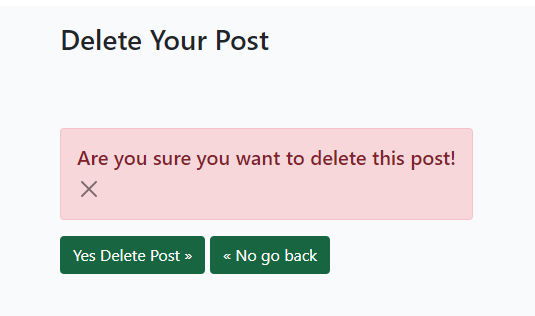 Delete Your Post
Are you sure you want to delete this post!
Yes Delete Post » « No go back